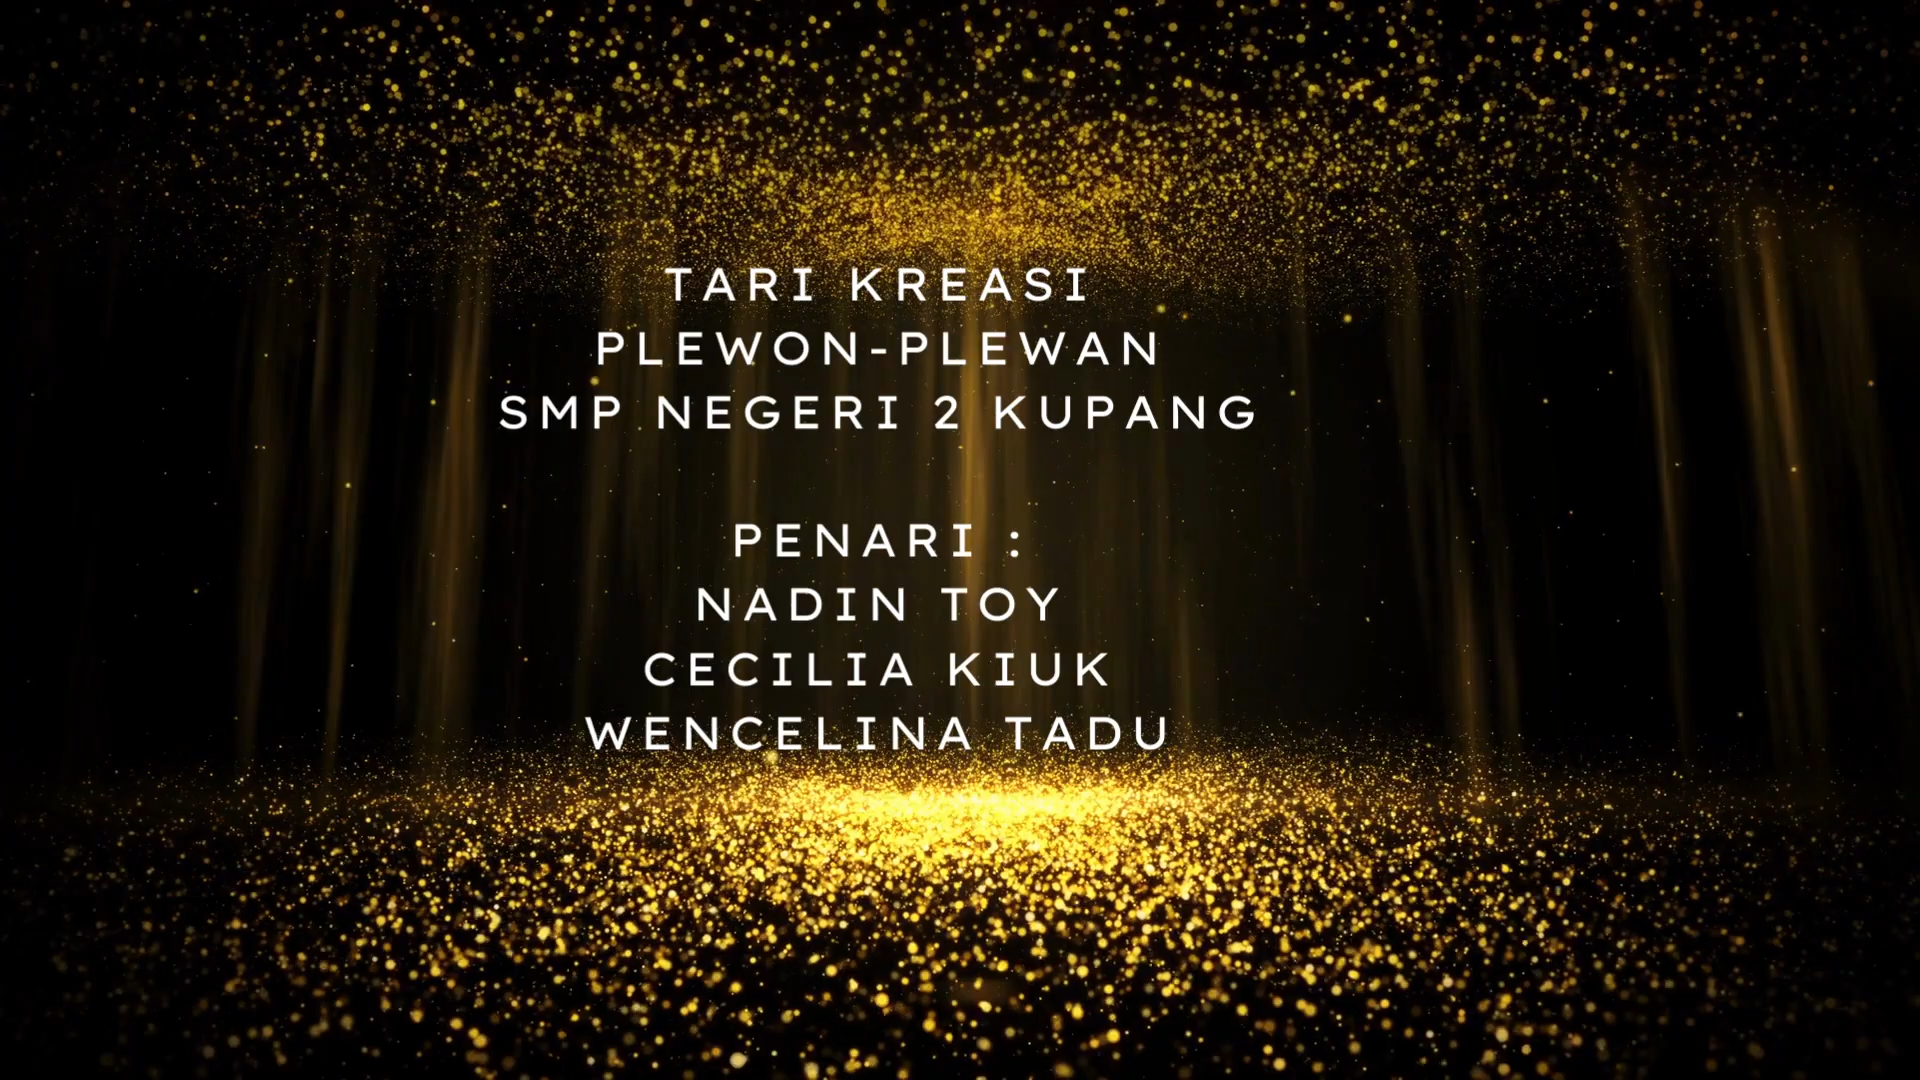 TARI KREASI
PLEWON-PLEWAN
SMP NEGERI 2 KUPANG
PENARI :
NADIN TOY
CECILIA KIUK
WENCELINA TADU